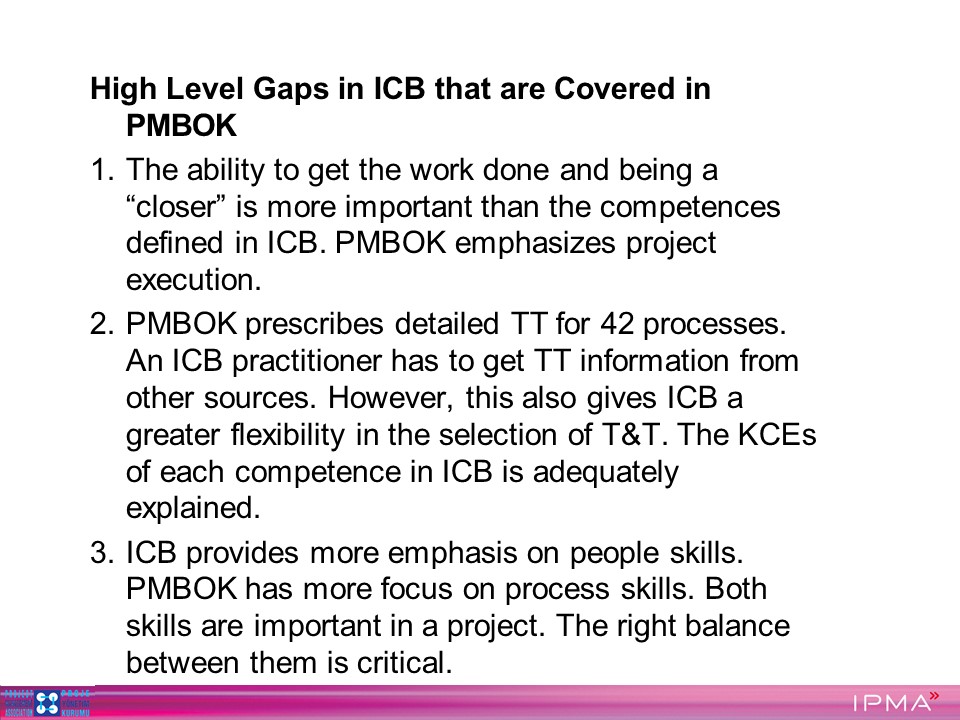 High Level Gaps in ICB that are Covered in
PMBOK
1. The ability to get the work done and being a
“closer” is more important than the competences
defined in ICB. PMBOK emphasizes project
execution.
2. PMBOK prescribes detailed TT for 42 processes.
An ICB practitioner has to get TT information from
other sources. However, this also gives ICB a
greater flexibility in the selection of T&T. The KCEs
of each competence in ICB is adequately
explained.
3. ICB provides more emphasis on people skills.
PMBOK has more focus on process skills. Both
skills are important in a project. The right balance
between them is critical.
IPMA